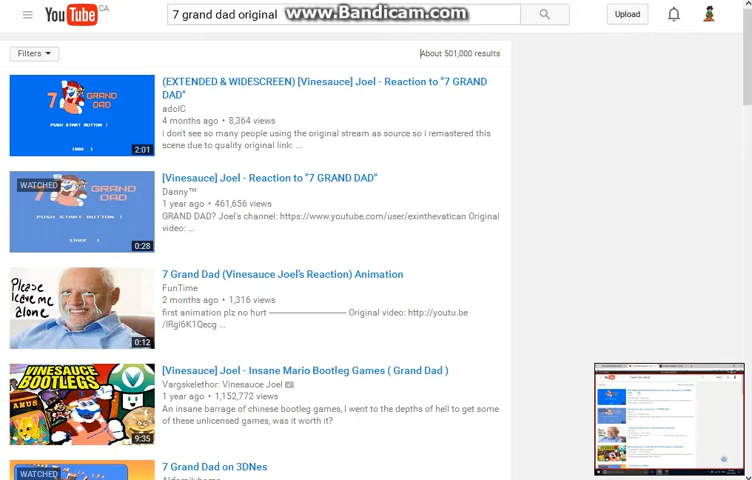 YouTube CA
7 grand dad original
www.Bandicam.com
Upload
Filters
About 501,000 results
7 GRAND
DAD
PUSH START BUTTON !
2:01
(EXTENDED & WIDESCREEN) [Vinesauce] Joel - Reaction to "7 GRAND
DAD"
adolC
4 months ago • 8,364 views
i don't see so many people using the original stream as source so i remastered this
scene due to quality original link: ...
WATCHED
GRAND
DAD
PUSH START BUTTON !
0:28
[Vinesauce] Joel - Reaction to "7 GRAND DAD"
Danny™
1 year ago • 461,656 views
GRAND DAD? Joel's channel: https://www.youtube.com/user/exinthevatican Original
video: ...
Please
leave me
alone
0:12
7 Grand Dad (Vinesauce Joel's Reaction) Animation
FunTime
2 months ago • 1,316 views
first animation plz no hurt ------------------------------ Original video: http://youtu.be
/lRgl6K1Qecg ...
VINESAUCE
BOOTLEGS
9:35
[Vinesauce] Joel - Insane Mario Bootleg Games ( Grand Dad )
Vargskelethor: Vinesauce Joel
1 year ago • 1,152,772 views
An insane barrage of chinese bootleg games, I went to the depths of hell to get some
of these unlicensed games, was it worth it?
WATCHED
7 Grand Dad on 3DNes